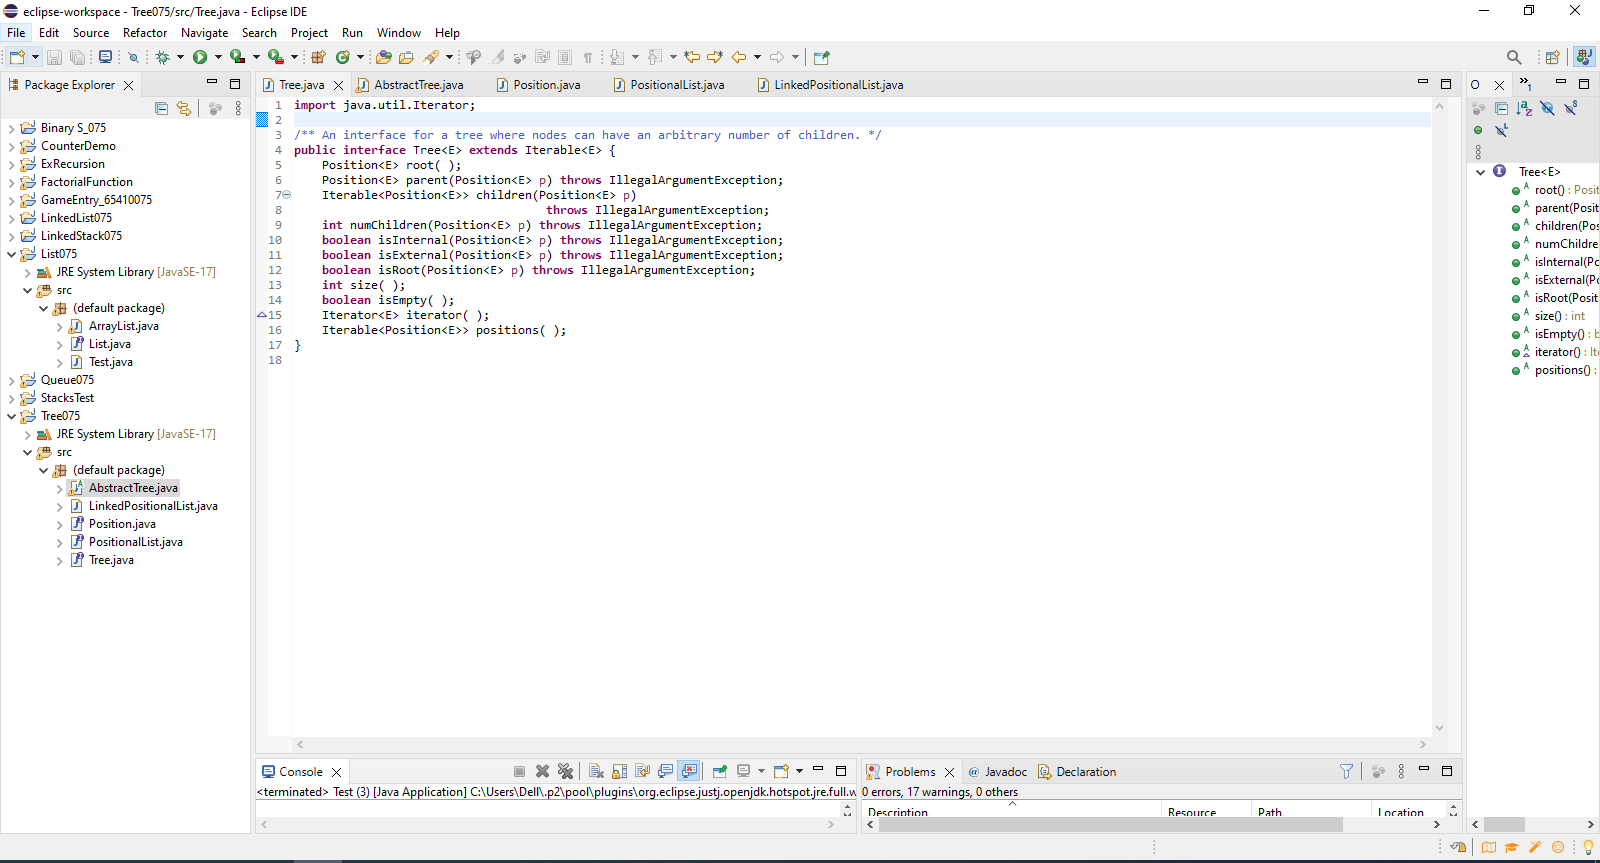 eclipse-workspace - Tree075/src/Tree.java - Eclipse IDE
File Edit Source Refactor Navigate Search Project Run Window Help
Package Explorer
Binary S_075
CounterDemo
ExRecursion
FactorialFunction
GameEntry_65410075
LinkedList075
LinkedStack075
List075
JRE System Library [JavaSE-17]
src
(default package)
ArrayList.java
List.java
Test.java
Queue075
StacksTest
Tree075
JRE System Library [JavaSE-17]
src
(default package)
AbstractTree.java
LinkedPositionalList.java
Position.java
PositionalList.java
Tree.java
Tree.java AbstractTree.java Position.java PositionalList.java LinkedPositionalList.java
1 import java.util.Iterator;
2
3 /** An interface for a tree where nodes can have an arbitrary number of children. */
4 public interface Tree<E> extends Iterable<E> {
5 Position<E> root( );
6 Position<E> parent(Position<E> p) throws IllegalArgumentException;
7 Iterable<Position<E>> children(Position<E> p)
8 throws IllegalArgumentException;
9 int numChildren(Position<E> p) throws IllegalArgumentException;
10 boolean isInternal(Position<E> p) throws IllegalArgumentException;
11 boolean isExternal(Position<E> p) throws IllegalArgumentException;
12 boolean isRoot(Position<E> p) throws IllegalArgumentException;
13 int size( );
14 boolean isEmpty( );
15 Iterator<E> iterator( );
16 Iterable<Position<E>> positions( );
17 }
18
O
1
Tree<E>
root() : Posit
parent(Posit
children(Pos
numChildre
isInternal(Pc
isExternal(Pc
isRoot(Posit
size() : int
isEmpty() : b
iterator() : Ite
positions() :
Console
<terminated> Test (3) [Java Application] C:\Users\Dell\.p2\pool\plugins\org.eclipse.justj.openjdk.hotspot.jre.full.w
Problems Javadoc Declaration
0 errors, 17 warnings, 0 others
Description Resource Path Location